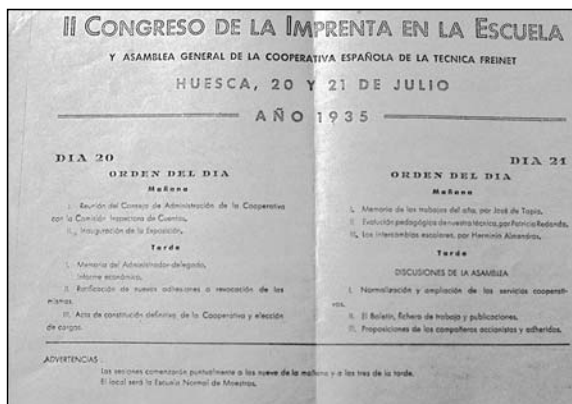 II CONGRESO DE LA IMPRENTA EN LA ESCUELA
Y ASAMBLEA GENERAL DE LA COOPERATIVA ESPAÑOLA DE LA TECNICA FREINET
HUESCA, 20 Y 21 DE JULIO
AÑO 1935
DIA 20
ORDEN DEL DIA
Mañana
I. Reunión del Consejo de Administración de la Cooperativa
con la Comisión Inspectora de Cuentas.
II. Inauguración de la Exposición.
Tarde
I. Memoria del Administrador-delegado.
Informe económico.
II. Ratificación de nuevas adhesiones o revocación de las
mismas.
III. Acta de constitución definitiva de la Cooperativa y elección
de cargos.
DIA 21
ORDEN DEL DIA
Mañana
I. Memoria de los trabajos del año, por José de Tapia.
II. Evolución pedagógica de nuestra técnica, por Patricio Redondo.
III. Los intercambios escolares, por Herminio Almendros.
Tarde
DISCUSIONES DE LA ASAMBLEA
I. Normalización y ampliación de los servicios cooperati-
vos.
II. El Boletín, fichero de trabajo y publicaciones.
III. Proposiciones de los compañeros accionistas y adheridos.
ADVERTENCIAS
Las sesiones comenzarán puntualmente a las nueve de la mañana y a las tres de la tarde.
El local será la Escuela Normal de Maestros.